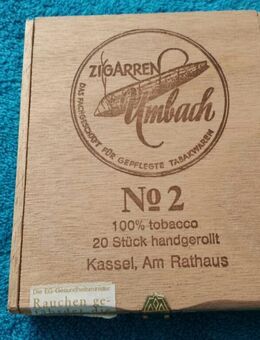 ZIGARREN
Umbach
DAS FACHGESCHÄFT FÜR GEPFLEGTE TABAKWAREN
No 2
100% tobacco
20 Stück handgerollt
Kassel, Am Rathaus
Die EG-Gesundheitsminister
Rauchen ge-